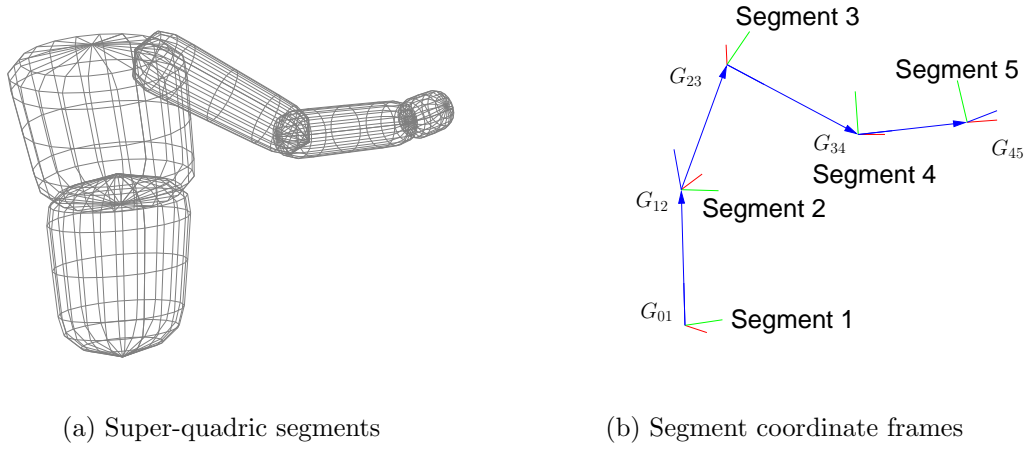 Segment 3
G23
Segment 5
G34
G45
Segment 4
G12
Segment 2
G01
Segment 1
(a) Super-quadric segments
(b) Segment coordinate frames